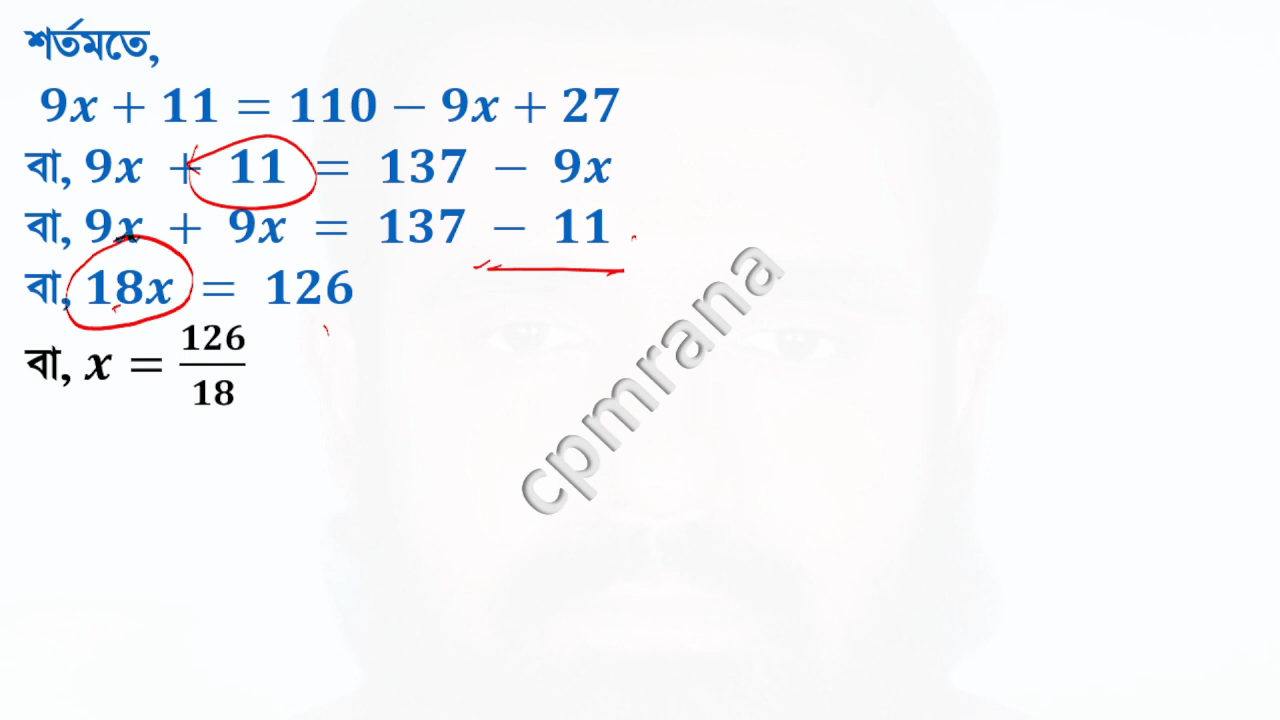 শর্তমতে,
9x + 11 = 110 − 9x + 27
বা, 9x + 11 = 137 − 9x
বা, 9x + 9x = 137 − 11
বা, 18x = 126
বা, x = 126/18
cpmrana